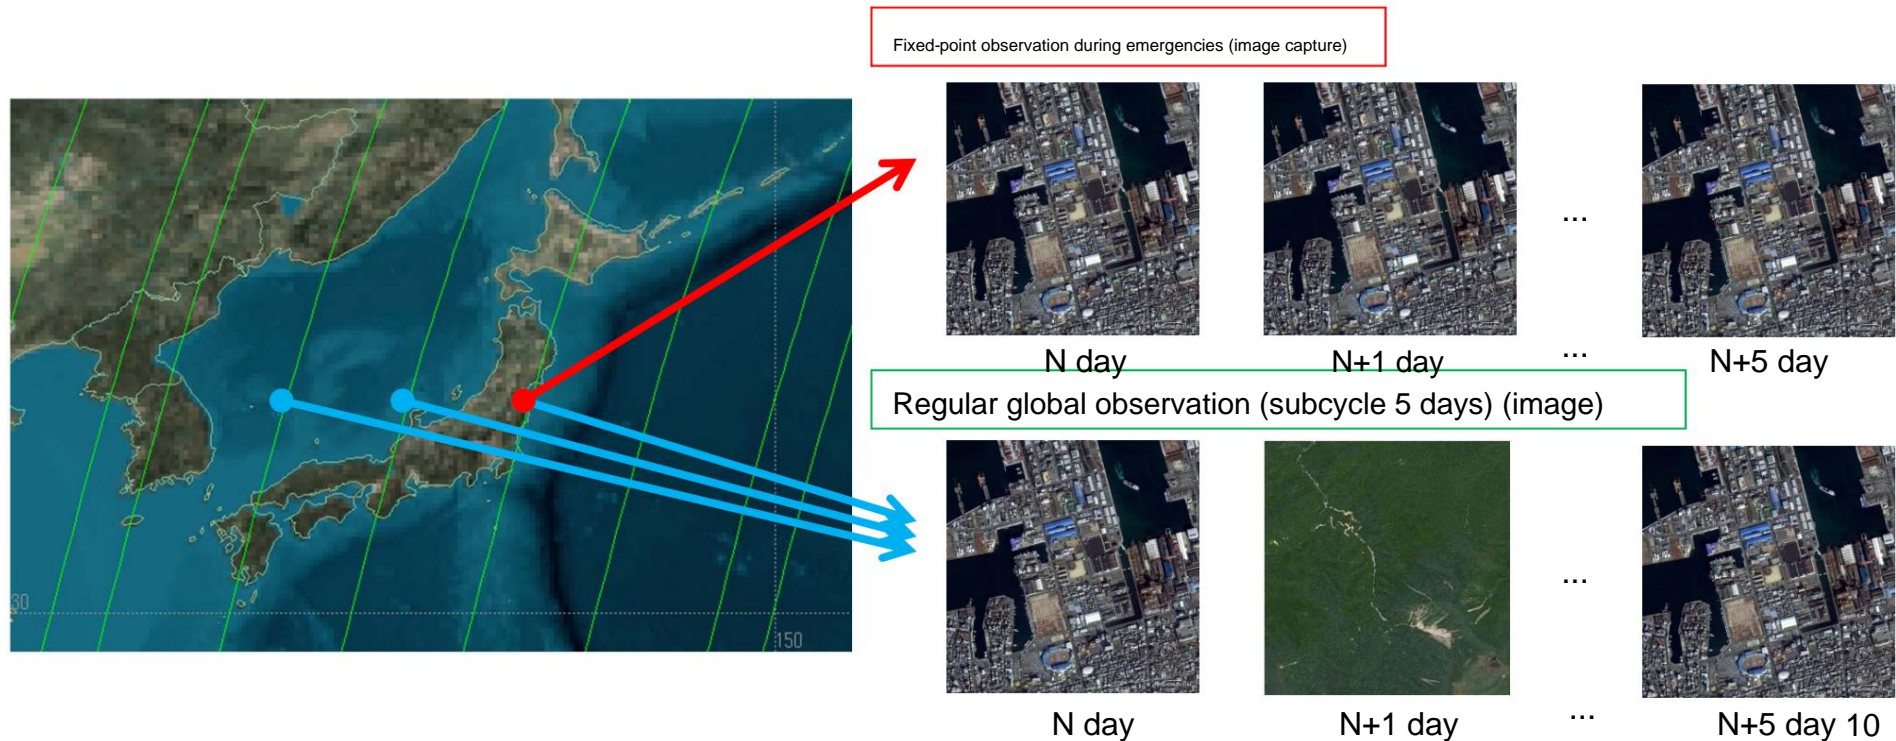 Fixed-point observation during emergencies (image capture)
...
N day
N+1 day
...
N+5 day
Regular global observation (subcycle 5 days) (image)
...
N day
N+1 day
...
N+5 day 10
30
150